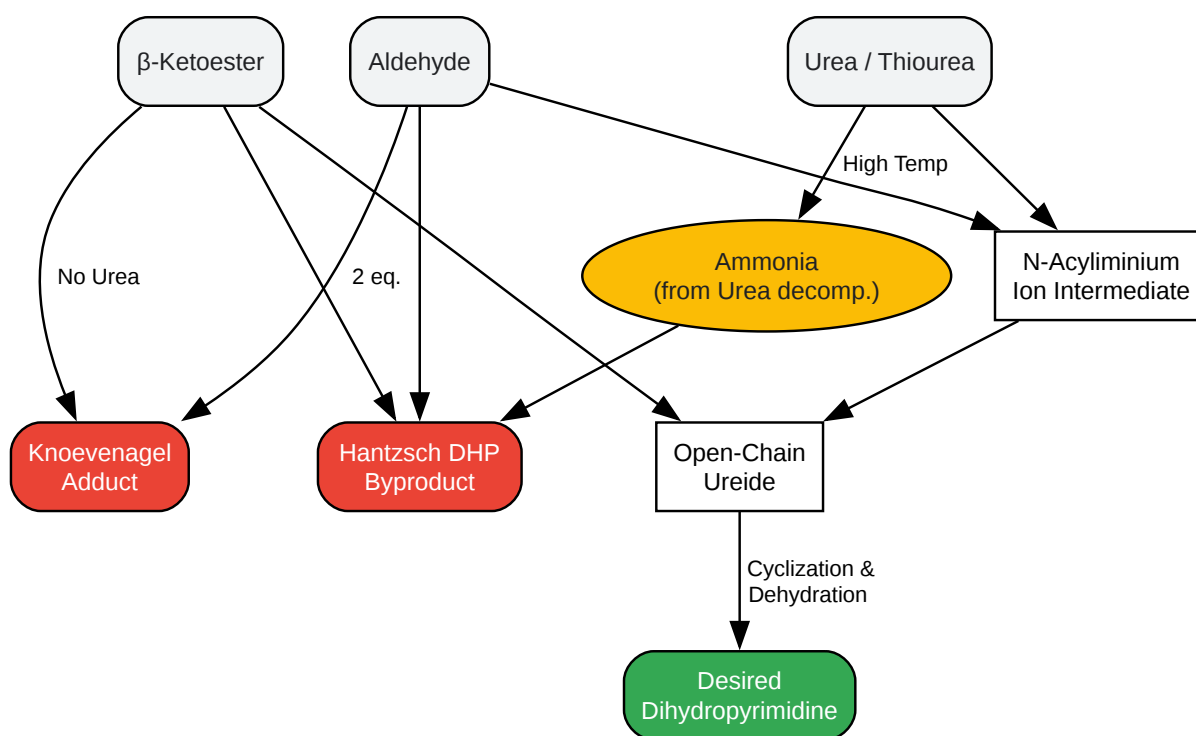 β-Ketoester
Aldehyde
Urea / Thiourea
High Temp
No Urea
2 eq.
Ammonia
(from Urea decomp.)
N-Acyliminium
Ion Intermediate
Knoevenagel
Adduct
Hantzsch DHP
Byproduct
Open-Chain
Ureide
Cyclization &
Dehydration
Desired
Dihydropyrimidine